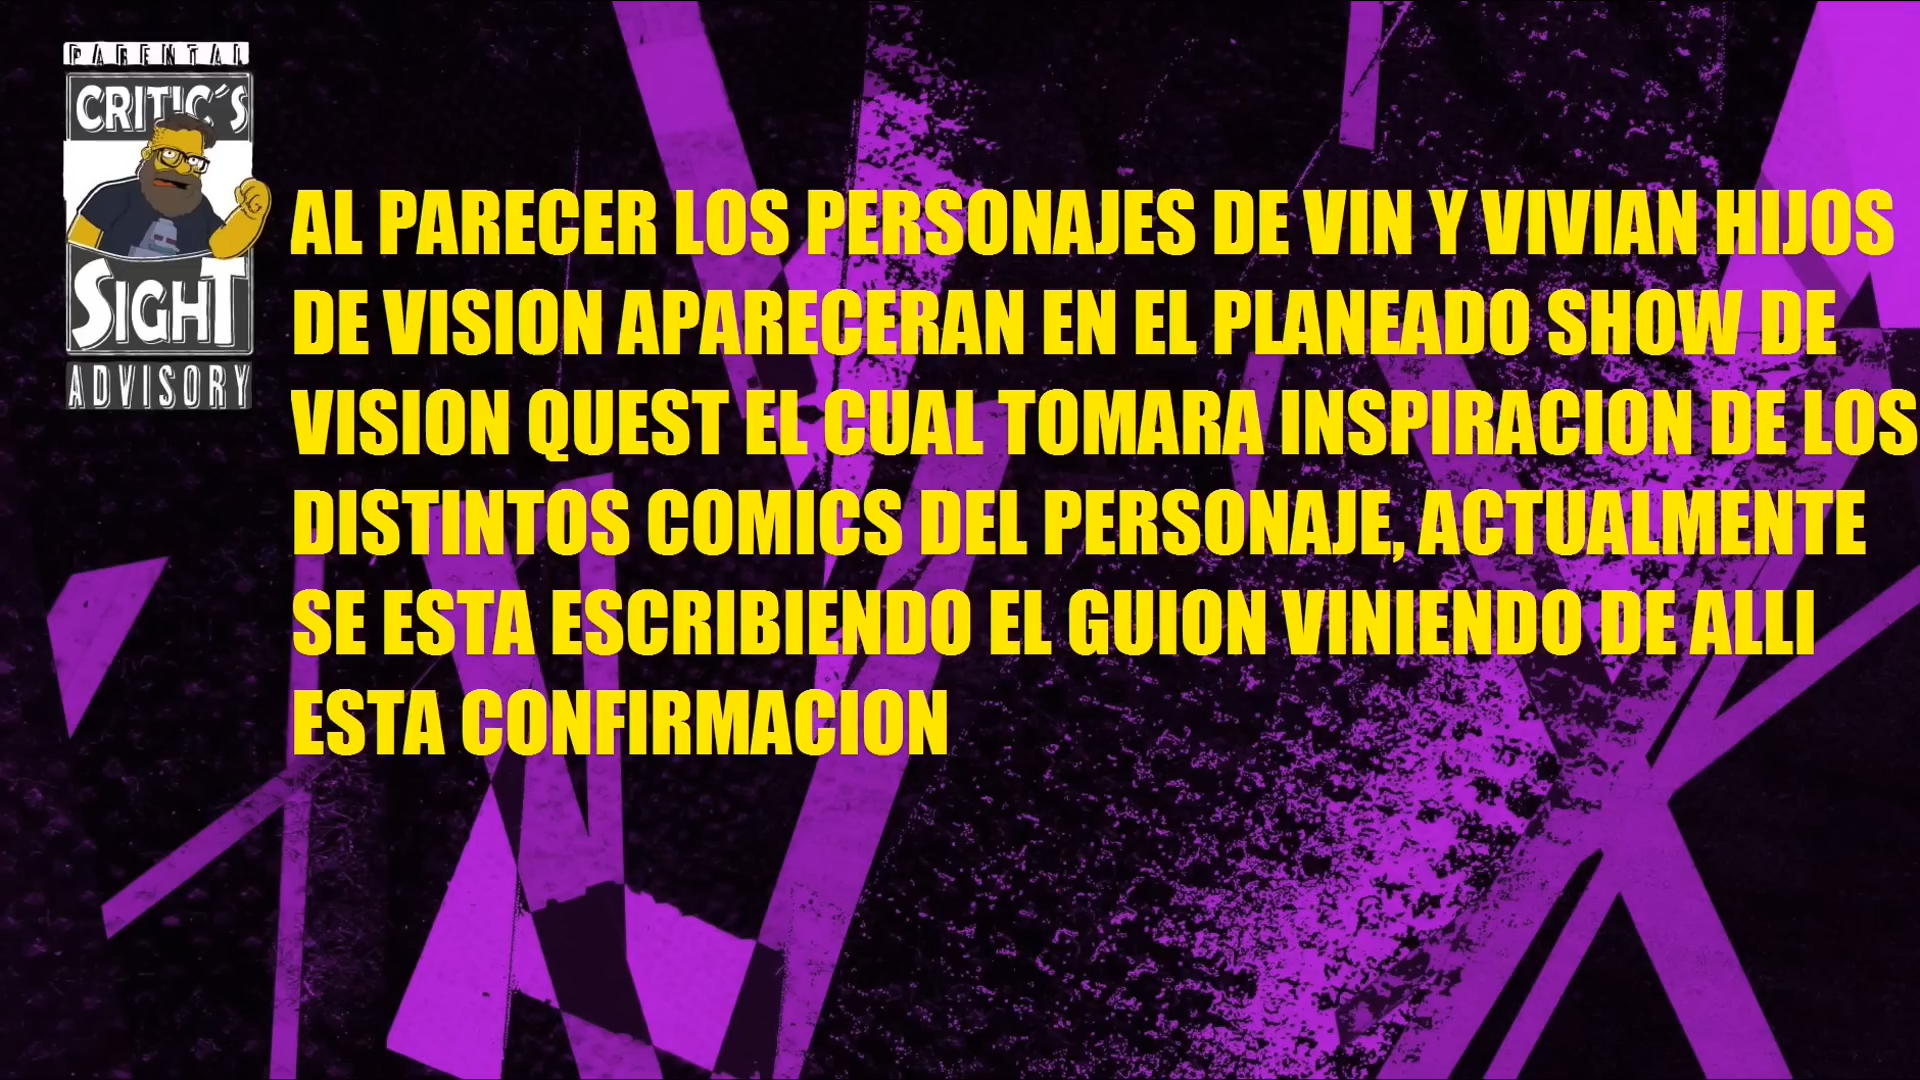 PARENTAL
CRITIC´S
SIGHT
ADVISORY
AL PARECER LOS PERSONAJES DE VIN Y VIVIAN HIJOS
DE VISION APARECERAN EN EL PLANEADO SHOW DE
VISION QUEST EL CUAL TOMARA INSPIRACION DE LOS
DISTINTOS COMICS DEL PERSONAJE, ACTUALMENTE
SE ESTA ESCRIBIENDO EL GUION VINIENDO DE ALLI
ESTA CONFIRMACION